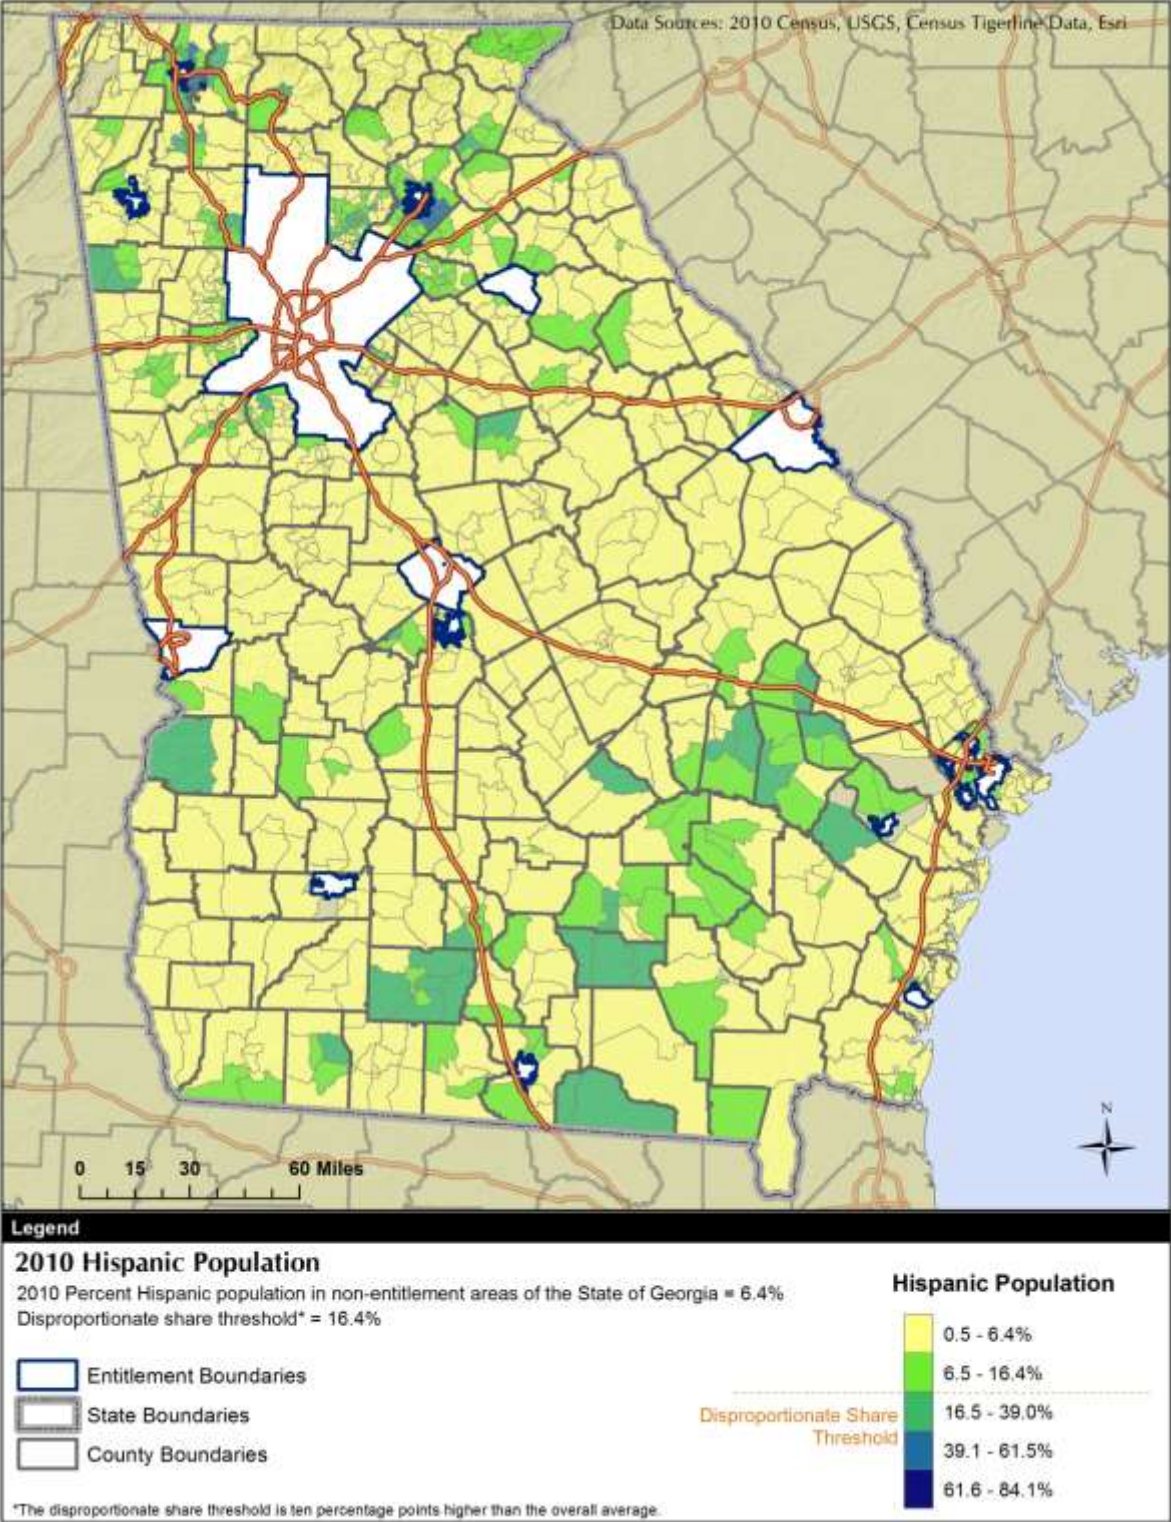 Data Sources: 2010 Census, USGS, Census Tigerline Data, Esri
N
0 15 30 60 Miles
Legend
2010 Hispanic Population
2010 Percent Hispanic population in non-entitlement areas of the State of Georgia = 6.4%
Disproportionate share threshold* = 16.4%
Entitlement Boundaries
State Boundaries
County Boundaries
*The disproportionate share threshold is ten percentage points higher than the overall average.
Hispanic Population
0.5 - 6.4%
6.5 - 16.4%
Disproportionate Share
Threshold
16.5 - 39.0%
39.1 - 61.5%
61.6 - 84.1%